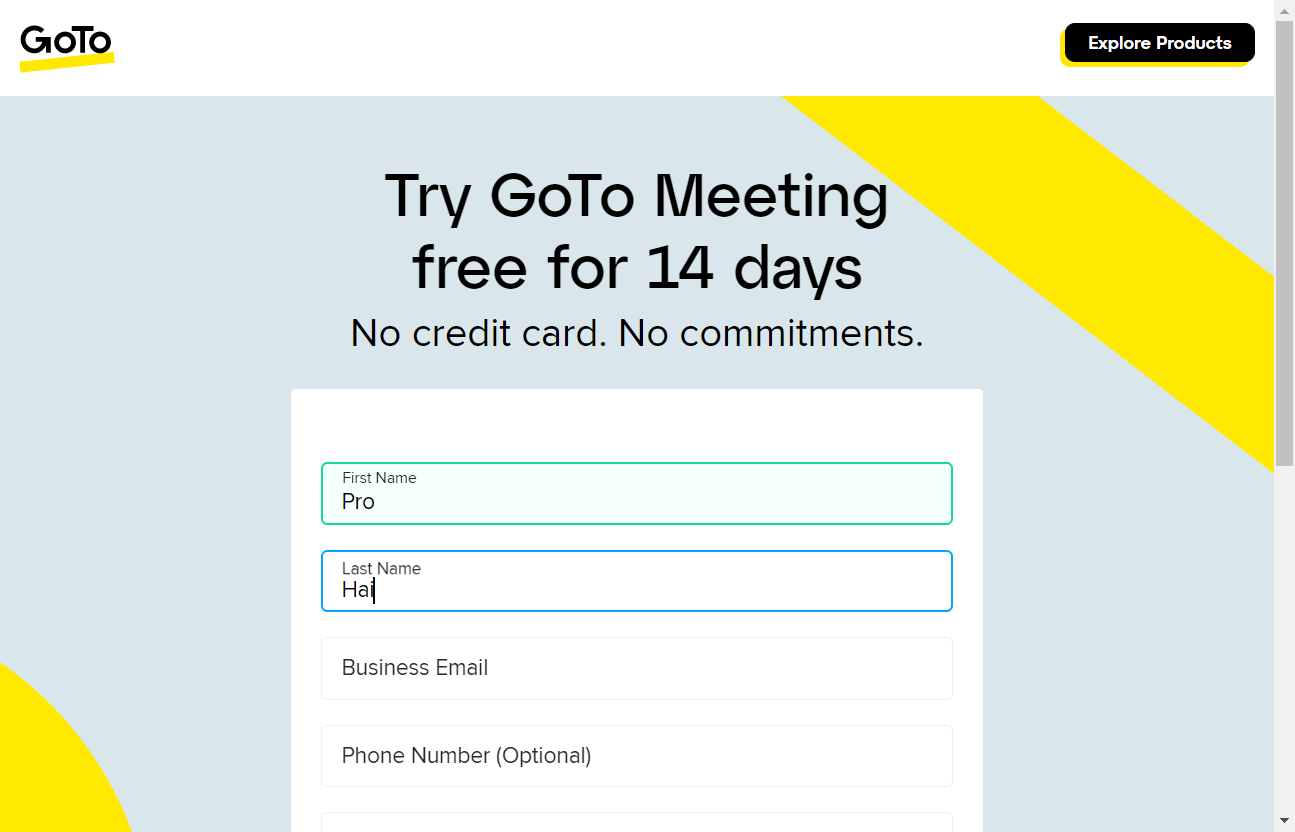 GoTo
Explore Products
Try GoTo Meeting
free for 14 days
No credit card. No commitments.
First Name
Pro
Last Name
Hai
Business Email
Phone Number (Optional)